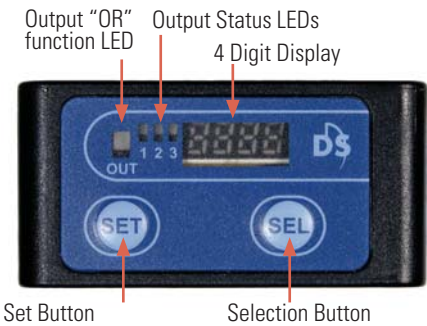 Output “OR”
function LED
Output Status LEDs
4 Digit Display
8888
1 2 3
OUT
DS
SET
SEL
Set Button
Selection Button